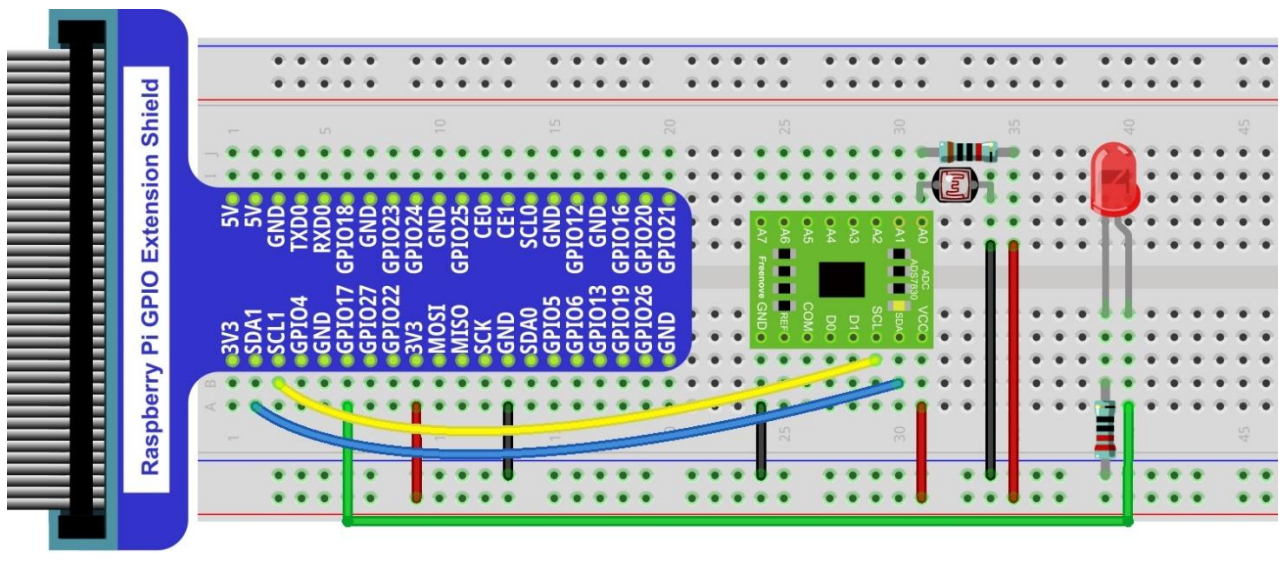 Raspberry Pi GPIO Extension Shield
1 5 10 15 20 25 30 35 40 45
J
I
5V 5V GND TXD0 RXD0 GPIO18 GND GPIO23 GPIO24 GND GPIO25 CE0 CE1 SCL0 GND GPIO12 GND GPIO16 GPIO20 GPIO21
A7 A6 A5 A4 A3 A2 A1 A0
Freenove
ADC
ADS7830
GND REF COM D0 D1 SCL SDA VCC
3V3 SDA1 SCL1 GPIO4 GND GPIO17 GPIO27 GPIO22 3V3 MOSI MISO SCK GND SDA0 GPIO5 GPIO6 GPIO13 GPIO19 GPIO26 GND
B
A
1 25 30 45